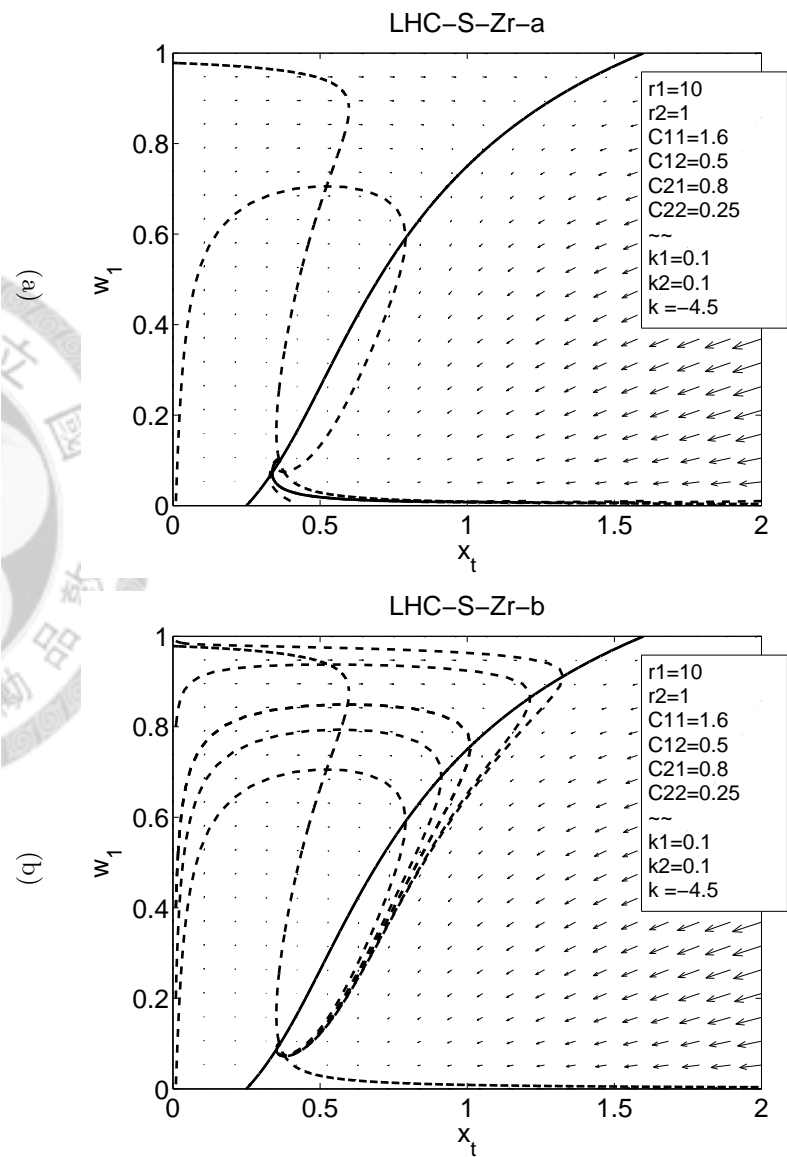 LHC-S-Zr-a
1
0.8
0.6
0.4
0.2
0
w1
0
0.5
1
1.5
2
xt
r1=10
r2=1
C11=1.6
C12=0.5
C21=0.8
C22=0.25
~~
k1=0.1
k2=0.1
k =-4.5
(a)
LHC-S-Zr-b
1
0.8
0.6
0.4
0.2
0
w1
0
0.5
1
1.5
2
xt
r1=10
r2=1
C11=1.6
C12=0.5
C21=0.8
C22=0.25
~~
k1=0.1
k2=0.1
k =-4.5
(b)
立
國